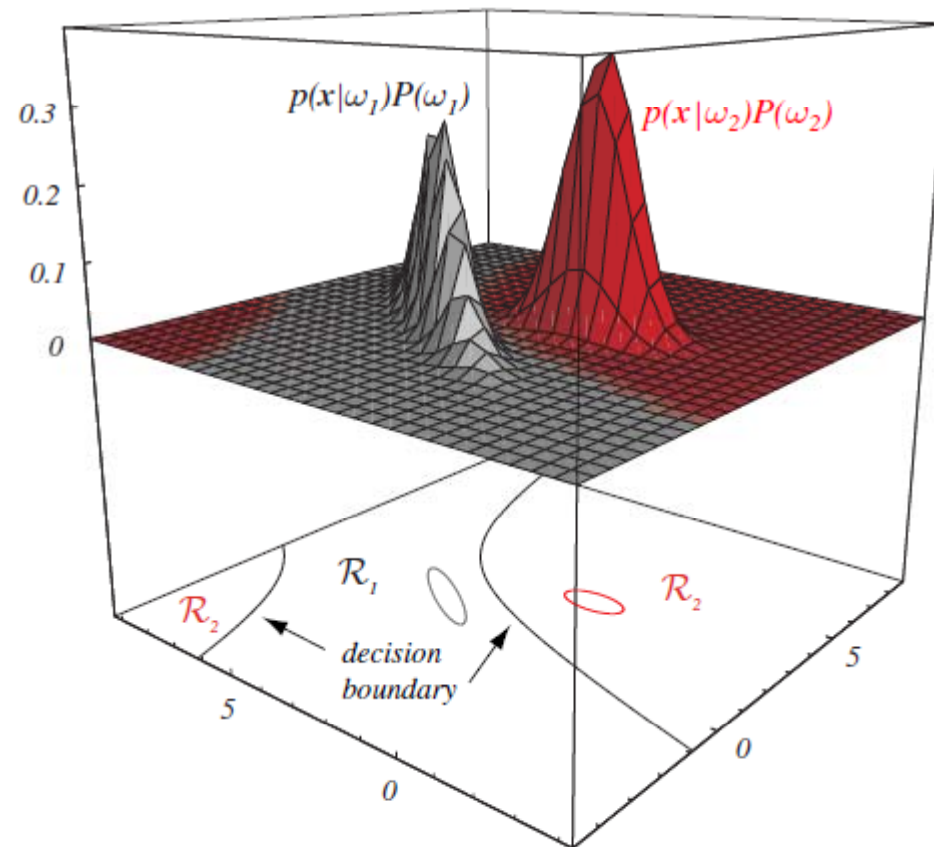 p(x|ω₁)P(ω₁)
p(x|ω₂)P(ω₂)
0.3
0.2
0.1
0
R₁
R₂
R₂
decision
boundary
5
0
5
0